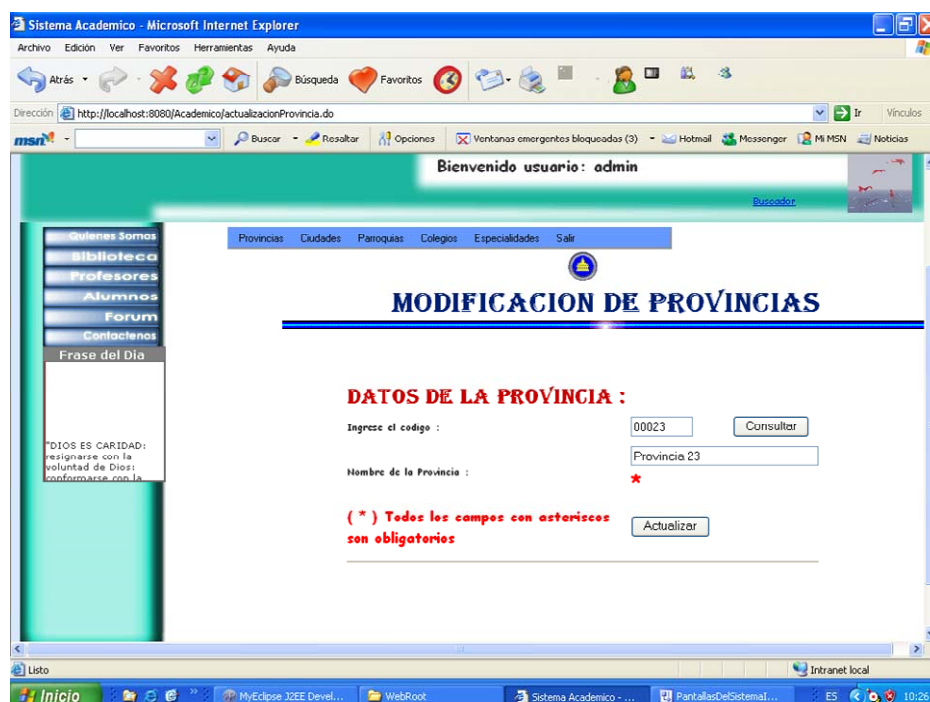 Sistema Academico - Microsoft Internet Explorer
Archivo Edición Ver Favoritos Herramientas Ayuda
Atrás Búsqueda Favoritos
Dirección http://localhost:8080/Academico/actualizacionProvincia.do Ir Vínculos
msn Buscar Resaltar Opciones Ventanas emergentes bloqueadas (3) Hotmail Messenger Mi MSN Noticias
Bienvenido usuario: admin
Buscador
Quienes Somos
Biblioteca
Profesores
Alumnos
Forum
Contactenos
Frase del Dia
"DIOS ES CARIDAD:
resignarse con la
voluntad de Dios:
conformarse con la
Provincias Ciudades Parroquias Colegios Especialidades Salir
MODIFICACION DE PROVINCIAS
DATOS DE LA PROVINCIA :
Ingrese el codigo : 00023 Consultar
Nombre de la Provincia : Provincia 23
*
( * ) Todos los campos con asteriscos
son obligatorios
Actualizar
Listo Intranet local
Inicio » MyEclipse J2EE Devel... WebRoot Sistema Academico - ... PantallasDelSistemaI... ES 10:26